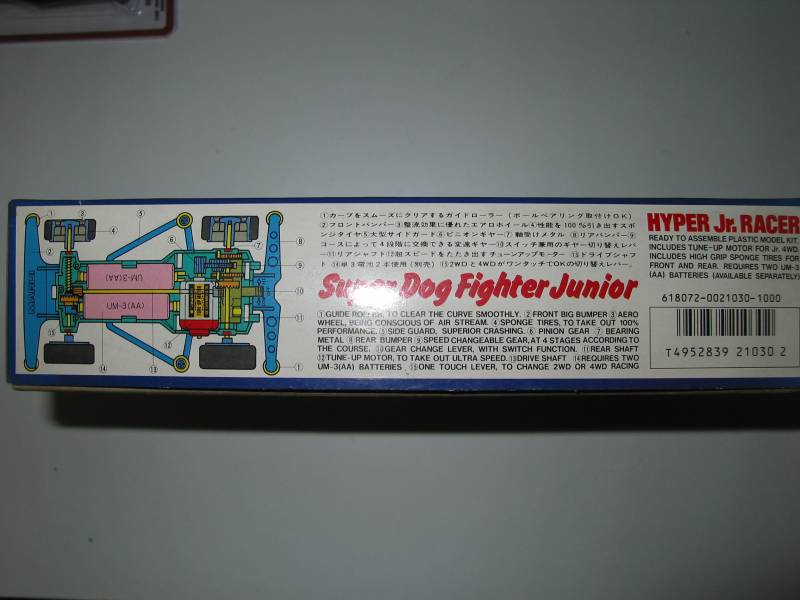 ①カーブをスムーズにクリアするガイドローラー(ボールベアリング取付けOK)
②フロントバンパー③整流効果に優れたエアロホイール④性能を100%引き出すスポ
ンジタイヤ⑤大型サイドガード⑥ピニオンギヤー⑦軸受けメタル⑧リアバンパー⑨
コースによって4段階に交換できる変速ギヤー⑩スイッチ兼用のギヤー切り替えレバ
ー⑪リアシャフト⑫超スピードをたたき出すチューンアップモーター⑬ドライブシャフ
ト⑭単3電池2本使用(別売)⑮2WDと4WDがワンタッチでOKの切り替えレバー。
Super Dog Fighter Junior
①GUIDE ROLLER, TO CLEAR THE CURVE SMOOTHLY. ②FRONT BIG BUMPER ③AERO
WHEEL, BEING CONSCIOUS OF AIR STREAM. ④SPONGE TIRES, TO TAKE OUT 100%
PERFORMANCE. ⑤SIDE GUARD, SUPERIOR CRASHING. ⑥PINION GEAR ⑦BEARING
METAL ⑧REAR BUMPER ⑨SPEED CHANGEABLE GEAR, AT 4 STAGES ACCORDING TO
THE COURSE. ⑩GEAR CHANGE LEVER, WITH SWITCH FUNCTION. ⑪REAR SHAFT
⑫TUNE-UP MOTOR, TO TAKE OUT ULTRA SPEED. ⑬DRIVE SHAFT ⑭REQUIRES TWO
UM-3(AA) BATTERIES ⑮ONE TOUCH LEVER, TO CHANGE 2WD OR 4WD RACING
HYPER Jr. RACER
READY TO ASSEMBLE PLASTIC MODEL KIT.
INCLUDES TUNE-UP MOTOR FOR Jr. 4WD.
INCLUDES HIGH GRIP SPONGE TIRES FOR
FRONT AND REAR. REQUIRES TWO UM-3
(AA) BATTERIES (AVAILABLE SEPARATELY)
618072-0021030-1000
T4952839 21030 2
① ③ ⑤ ⑥ ⑦ ⑧
② ④ ⑨
⑩
⑪
⑮ ⑭ ⑬ ⑫ ①
UM-3(AA)
UM-3(AA)